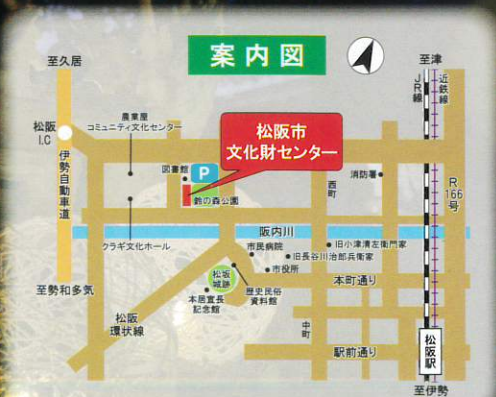 案内図
至久居
至津
JR線
近鉄線
農業屋
コミュニティ文化センター
松阪
I.C
松阪市
文化財センター
図書館
P
消防署
鈴の森公園
西町
R
166
号
伊勢自動車道
阪内川
クラギ文化ホール
市民病院
旧小津清左衛門家
旧長谷川治郎兵衛家
市役所
松坂
城跡
本町通り
至勢和多気
本居宣長
記念館
歴史民俗
資料館
松阪
環状線
中町
駅前通り
松阪駅
至伊勢